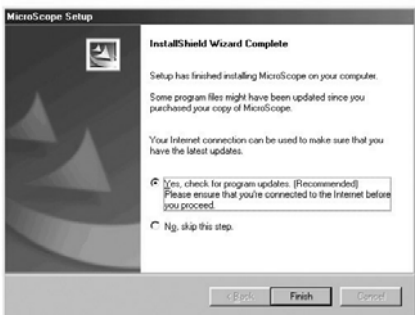 MicroScope Setup
InstallShield Wizard Complete
Setup has finished installing MicroScope on your computer.
Some program files might have been updated since you
purchased your copy of MicroScope.
Your Internet connection can be used to make sure that you
have the latest updates.
Yes, check for program updates. (Recommended)
Please ensure that you're connected to the Internet before
you proceed.
No, skip this step.
< Back
Finish
Cancel